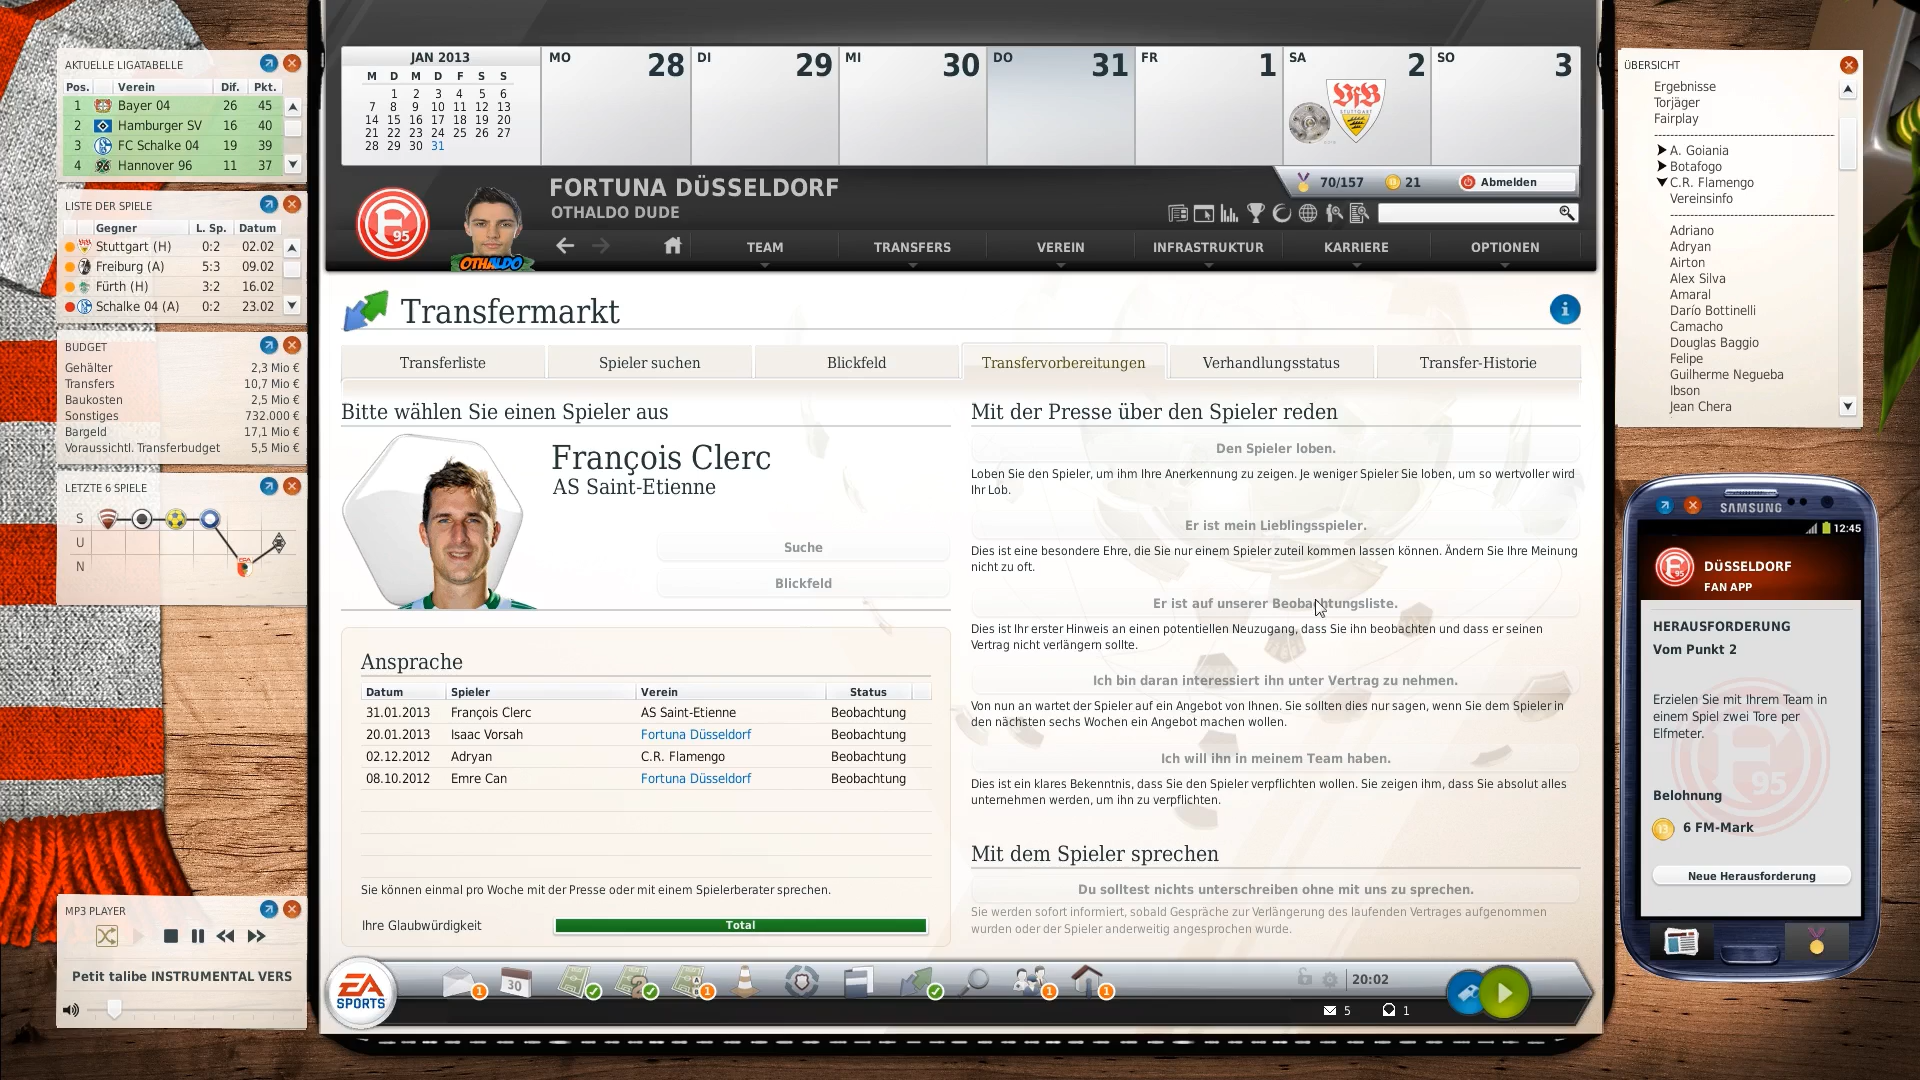 AKTUELLE LIGATABELLE
Pos. Verein Dif. Pkt.
1 Bayer 04 26 45
2 Hamburger SV 16 40
3 FC Schalke 04 19 39
4 Hannover 96 11 37
LISTE DER SPIELE
Gegner L. Sp. Datum
Stuttgart (H) 0:2 02.02
Freiburg (A) 5:3 09.02
Fürth (H) 3:2 16.02
Schalke 04 (A) 0:2 23.02
BUDGET
Gehälter 2,3 Mio €
Transfers 10,7 Mio €
Baukosten 2,5 Mio €
Sonstiges 732.000 €
Bargeld 17,1 Mio €
Voraussichtl. Transferbudget 5,5 Mio €
LETZTE 6 SPIELE
S
U
N
MP3 PLAYER
Petit talibe INSTRUMENTAL VERS
JAN 2013
M D M D F S S
1 2 3 4 5 6
7 8 9 10 11 12 13
14 15 16 17 18 19 20
21 22 23 24 25 26 27
28 29 30 31
MO 28 DI 29 MI 30 DO 31 FR 1 SA 2 SO 3
VfB
STUTTGART
F95
OTHALDO
FORTUNA DÜSSELDORF
OTHALDO DUDE
70/157 21 Abmelden
TEAM TRANSFERS VEREIN INFRASTRUKTUR KARRIERE OPTIONEN
Transfermarkt
Transferliste Spieler suchen Blickfeld Transfervorbereitungen Verhandlungsstatus Transfer-Historie
Bitte wählen Sie einen Spieler aus
François Clerc
AS Saint-Etienne
Suche
Blickfeld
Ansprache
Datum Spieler Verein Status
31.01.2013 François Clerc AS Saint-Etienne Beobachtung
20.01.2013 Isaac Vorsah Fortuna Düsseldorf Beobachtung
02.12.2012 Adryan C.R. Flamengo Beobachtung
08.10.2012 Emre Can Fortuna Düsseldorf Beobachtung
Sie können einmal pro Woche mit der Presse oder mit einem Spielerberater sprechen.
Ihre Glaubwürdigkeit Total
Mit der Presse über den Spieler reden
Den Spieler loben.
Loben Sie den Spieler, um ihm Ihre Anerkennung zu zeigen. Je weniger Spieler Sie loben, um so wertvoller wird
Ihr Lob.
Er ist mein Lieblingsspieler.
Dies ist eine besondere Ehre, die Sie nur einem Spieler zuteil kommen lassen können. Ändern Sie Ihre Meinung
nicht zu oft.
Er ist auf unserer Beobachtungsliste.
Dies ist Ihr erster Hinweis an einen potentiellen Neuzugang, dass Sie ihn beobachten und dass er seinen
Vertrag nicht verlängern sollte.
Ich bin daran interessiert ihn unter Vertrag zu nehmen.
Von nun an wartet der Spieler auf ein Angebot von Ihnen. Sie sollten dies nur sagen, wenn Sie dem Spieler in
den nächsten sechs Wochen ein Angebot machen wollen.
Ich will ihn in meinem Team haben.
Dies ist ein klares Bekenntnis, dass Sie den Spieler verpflichten wollen. Sie zeigen ihm, dass Sie absolut alles
unternehmen werden, um ihn zu verpflichten.
Mit dem Spieler sprechen
Du solltest nichts unterschreiben ohne mit uns zu sprechen.
Sie werden sofort informiert, sobald Gespräche zur Verlängerung des laufenden Vertrages aufgenommen
wurden oder der Spieler anderweitig angesprochen wurde.
EA SPORTS
1 30 1 1 1
20:02
5 1
ÜBERSICHT
Ergebnisse
Torjäger
Fairplay
A. Goiania
Botafogo
C.R. Flamengo
Vereinsinfo
Adriano
Adryan
Airton
Alex Silva
Amaral
Darío Bottinelli
Camacho
Douglas Baggio
Felipe
Guilherme Negueba
Ibson
Jean Chera
SAMSUNG
12:45
F95
DÜSSELDORF
FAN APP
HERAUSFORDERUNG
Vom Punkt 2
Erzielen Sie mit Ihrem Team in
einem Spiel zwei Tore per
Elfmeter.
Belohnung
13 6 FM-Mark
Neue Herausforderung